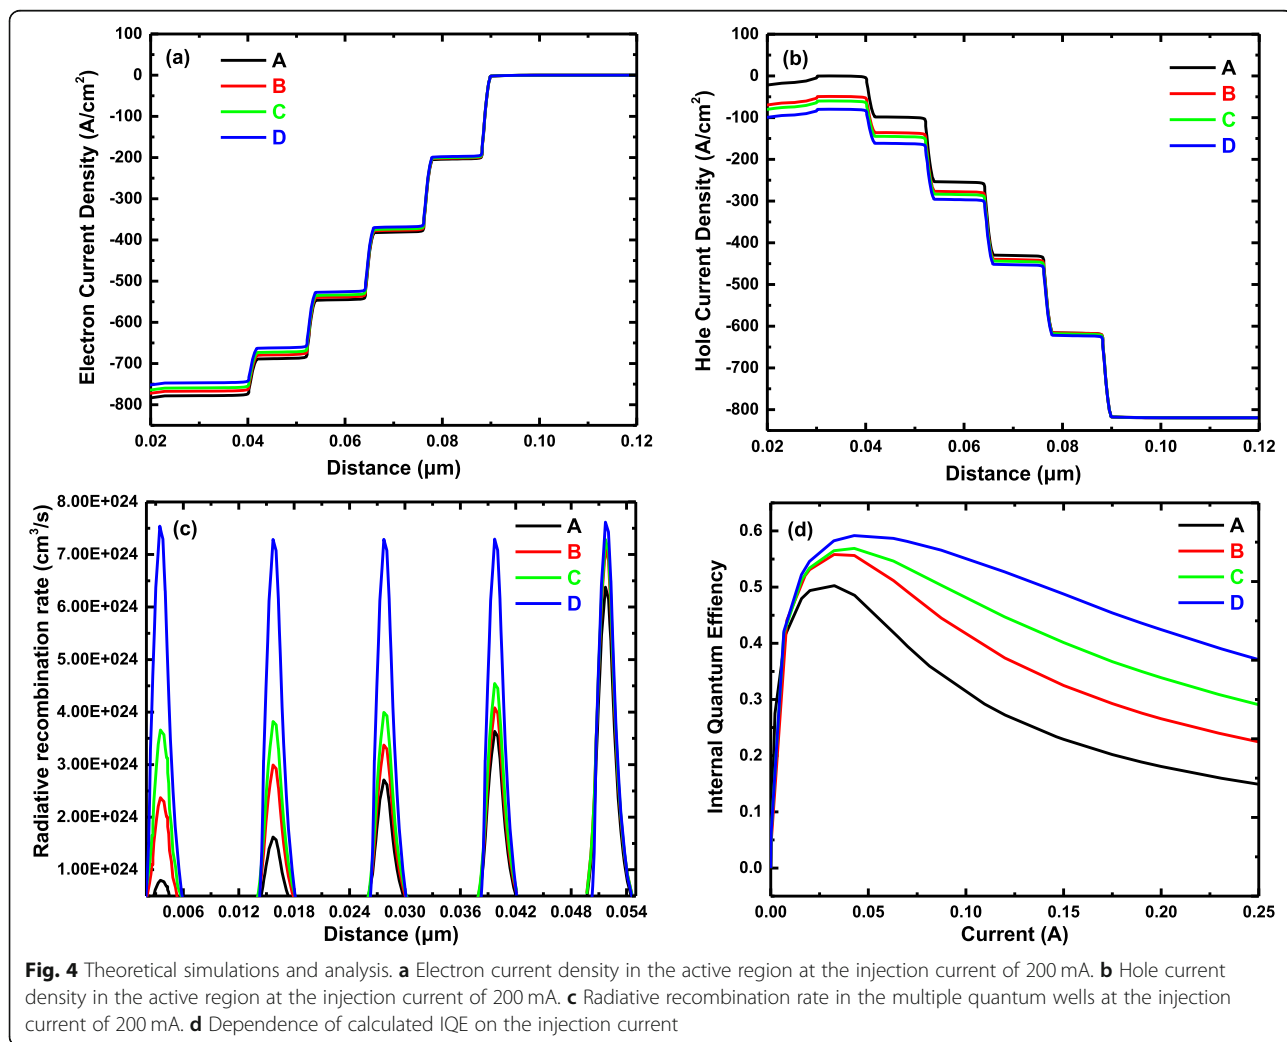 (a)
A
B
C
D
100
0
-100
-200
-300
-400
-500
-600
-700
-800
Electron Current Density (A/cm²)
0.02 0.04 0.06 0.08 0.10 0.12
Distance (µm)
(b)
A
B
C
D
100
0
-100
-200
-300
-400
-500
-600
-700
-800
Hole Current Density (A/cm²)
0.02 0.04 0.06 0.08 0.10 0.12
Distance (µm)
(c)
A
B
C
D
8.00E+024
7.00E+024
6.00E+024
5.00E+024
4.00E+024
3.00E+024
2.00E+024
1.00E+024
Radiative recombination rate (cm³/s)
0.006 0.012 0.018 0.024 0.030 0.036 0.042 0.048 0.054
Distance (µm)
(d)
A
B
C
D
0.6
0.5
0.4
0.3
0.2
0.1
0.0
Internal Quantum Effiency
0.00 0.05 0.10 0.15 0.20 0.25
Current (A)
Fig. 4 Theoretical simulations and analysis. a Electron current density in the active region at the injection current of 200 mA. b Hole current
density in the active region at the injection current of 200 mA. c Radiative recombination rate in the multiple quantum wells at the injection
current of 200 mA. d Dependence of calculated IQE on the injection current